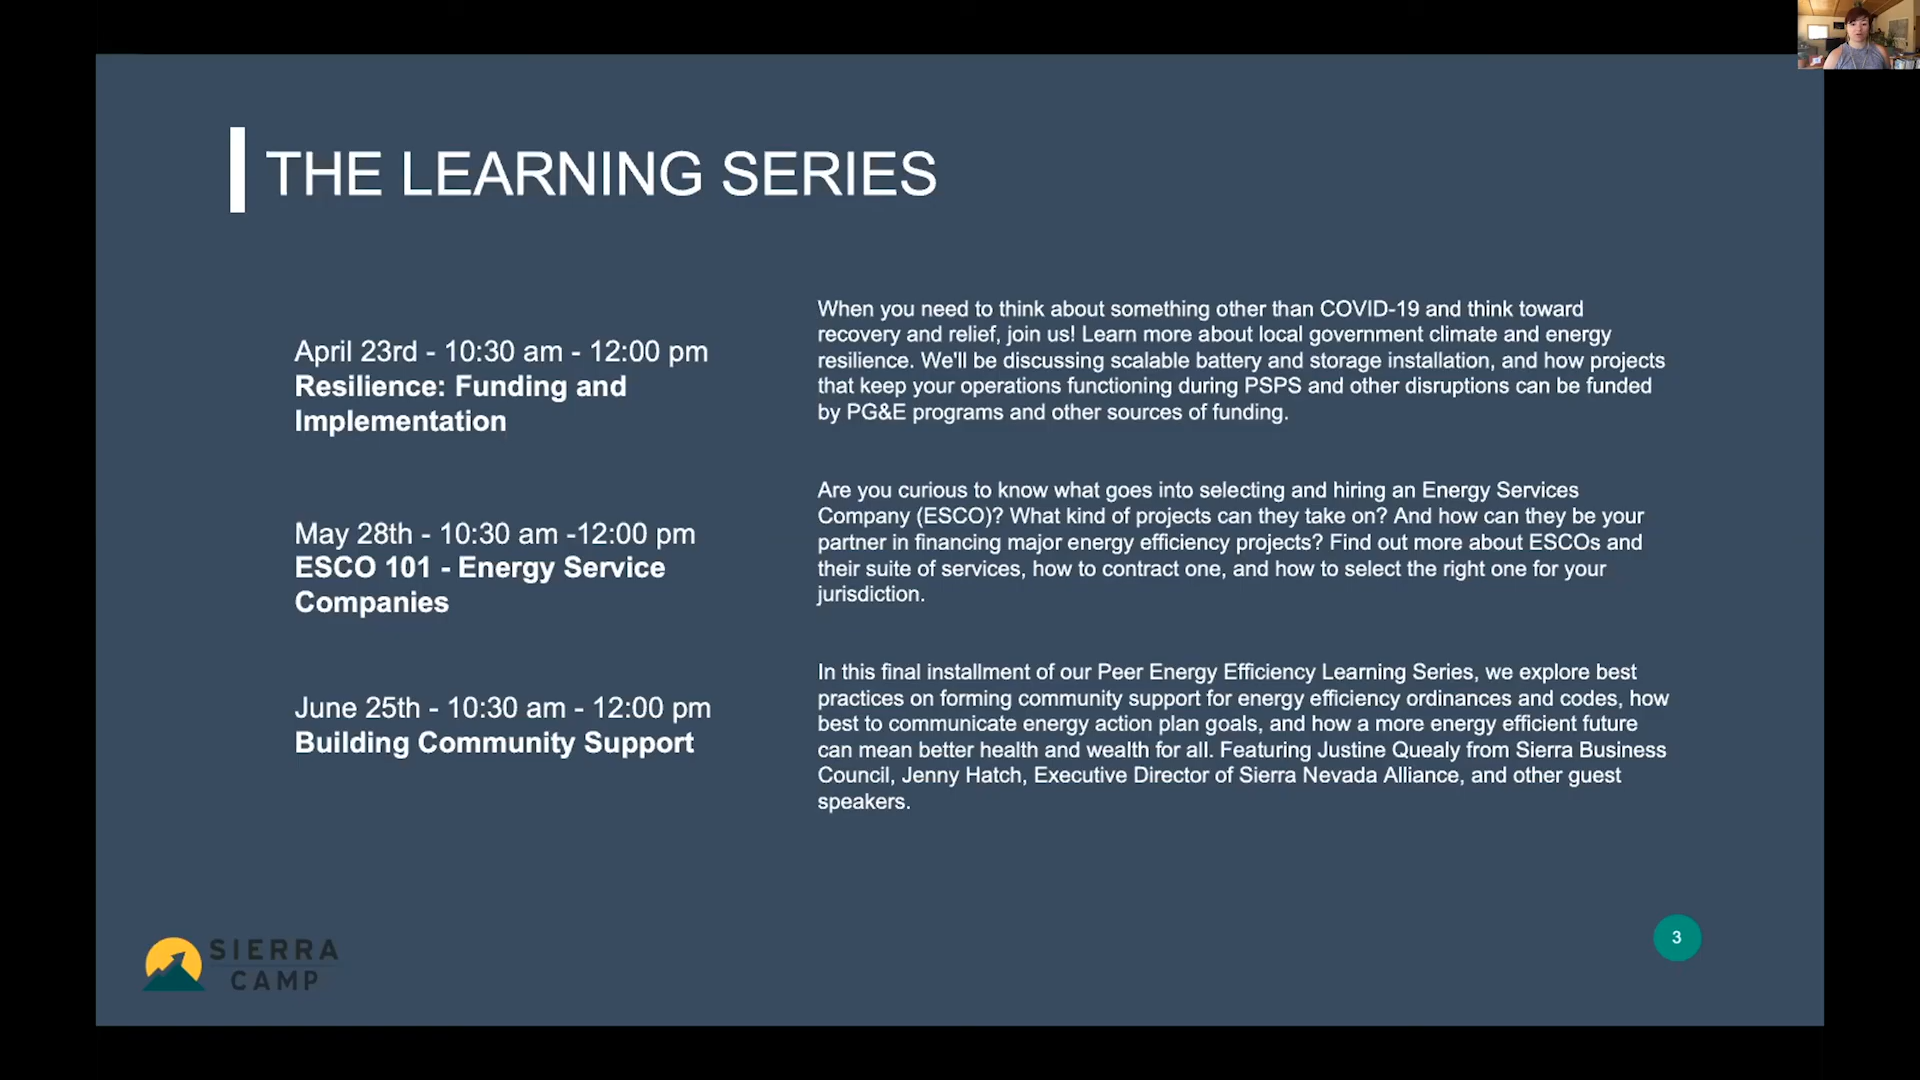 THE LEARNING SERIES
April 23rd - 10:30 am - 12:00 pm
Resilience: Funding and
Implementation
When you need to think about something other than COVID-19 and think toward
recovery and relief, join us! Learn more about local government climate and energy
resilience. We'll be discussing scalable battery and storage installation, and how projects
that keep your operations functioning during PSPS and other disruptions can be funded
by PG&E programs and other sources of funding.
May 28th - 10:30 am -12:00 pm
ESCO 101 - Energy Service
Companies
Are you curious to know what goes into selecting and hiring an Energy Services
Company (ESCO)? What kind of projects can they take on? And how can they be your
partner in financing major energy efficiency projects? Find out more about ESCOs and
their suite of services, how to contract one, and how to select the right one for your
jurisdiction.
June 25th - 10:30 am - 12:00 pm
Building Community Support
In this final installment of our Peer Energy Efficiency Learning Series, we explore best
practices on forming community support for energy efficiency ordinances and codes, how
best to communicate energy action plan goals, and how a more energy efficient future
can mean better health and wealth for all. Featuring Justine Quealy from Sierra Business
Council, Jenny Hatch, Executive Director of Sierra Nevada Alliance, and other guest
speakers.
SIERRA
CAMP
3